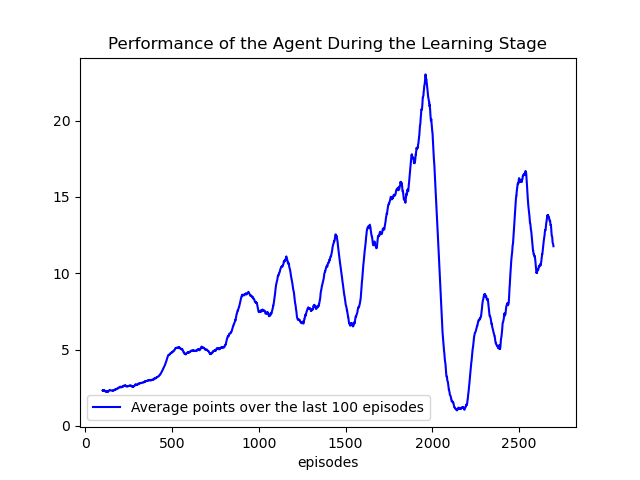 Performance of the Agent During the Learning Stage
20
15
10
5
0
Average points over the last 100 episodes
0 500 1000 1500 2000 2500
episodes